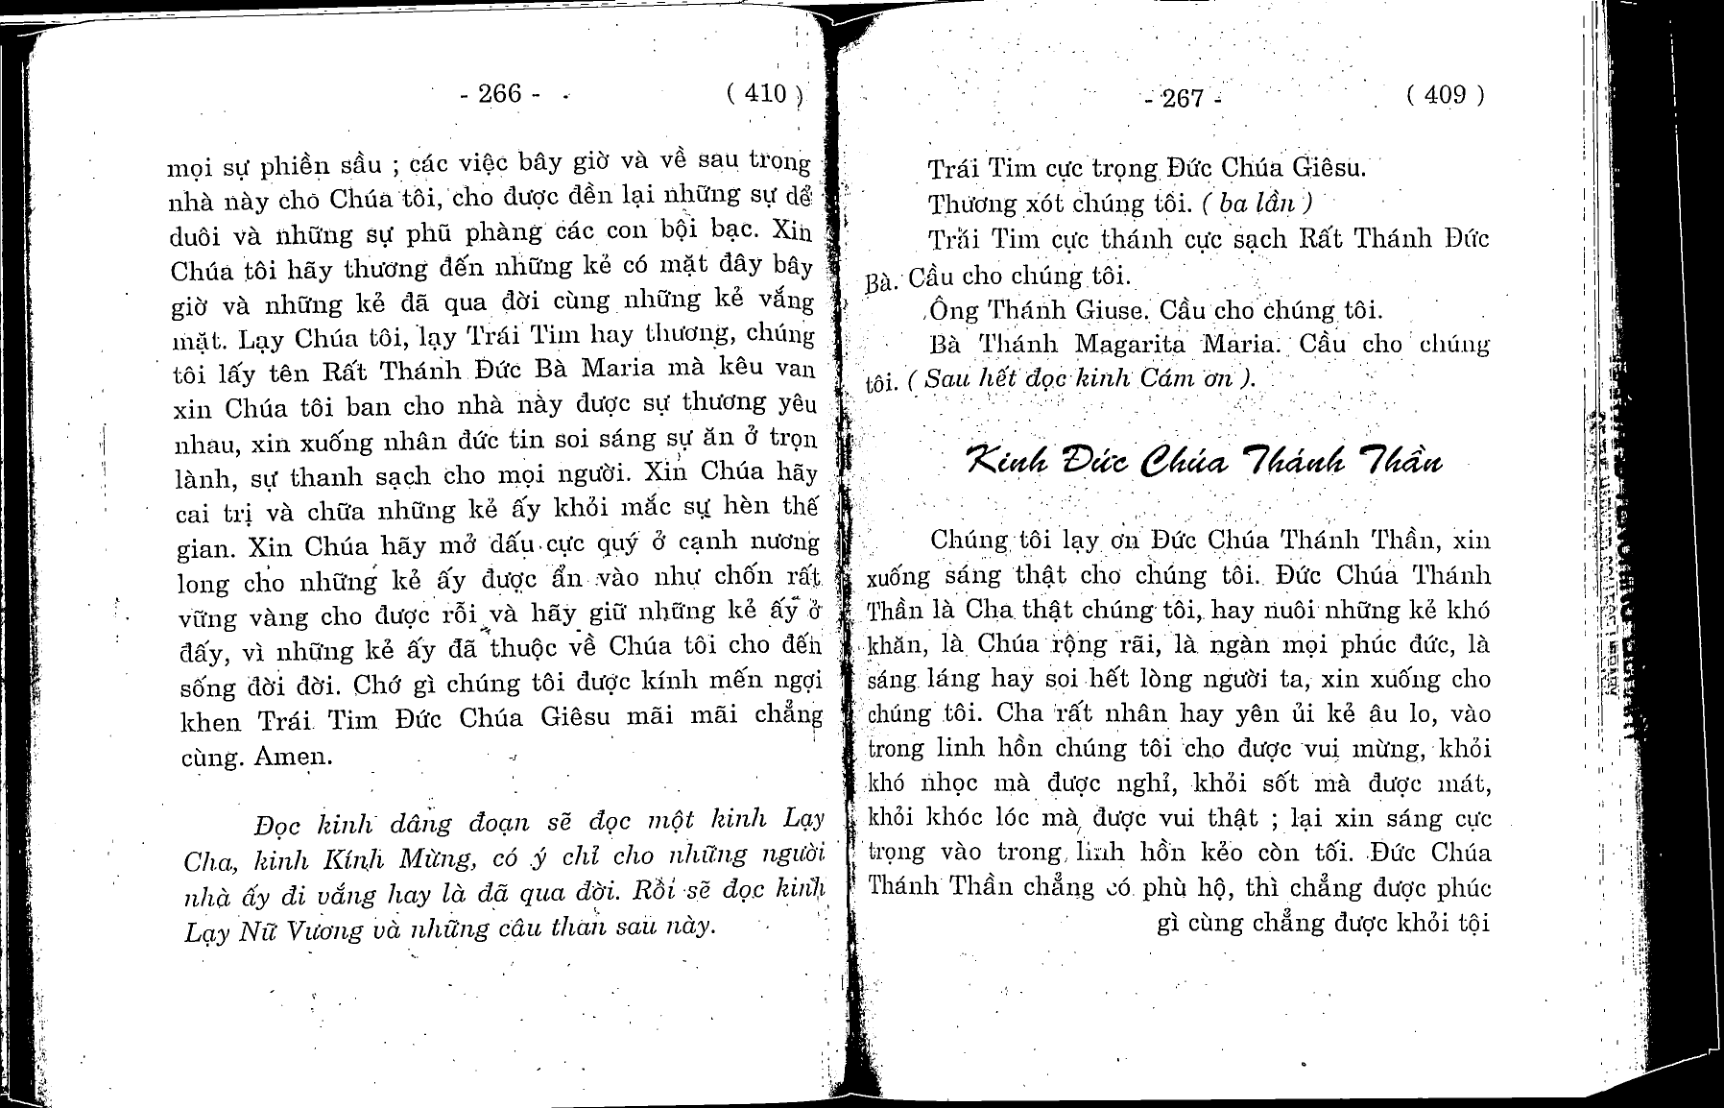 - 266 -
( 410 )
mọi sự phiền sầu ; các việc bây giờ và về sau trong
nhà này cho Chúa tôi, cho được đền lại những sự dể
duôi và những sự phũ phàng các con bội bạc. Xin
Chúa tôi hãy thương đến những kẻ có mặt đây bây
giờ và những kẻ đã qua đời cùng những kẻ vắng
mặt. Lạy Chúa tôi, lạy Trái Tim hay thương, chúng
tôi lấy tên Rất Thánh Đức Bà Maria mà kêu van
xin Chúa tôi ban cho nhà này được sự thương yêu
nhau, xin xuống nhân đức tin soi sáng sự ăn ở trọn
lành, sự thanh sạch cho mọi người. Xin Chúa hãy
cai trị và chữa những kẻ ấy khỏi mắc sự hèn thế
gian. Xin Chúa hãy mở dấu cực quý ở cạnh nương
long cho những kẻ ấy được ẩn vào như chốn rất
vững vàng cho được rỗi và hãy giữ những kẻ ấy ở
đấy, vì những kẻ ấy đã thuộc về Chúa tôi cho đến
sống đời đời. Chớ gì chúng tôi được kính mến ngợi
khen Trái Tim Đức Chúa Giêsu mãi mãi chẳng
cùng. Amen.
Đọc kinh dâng đoạn sẽ đọc một kinh Lạy
Cha, kinh Kính Mừng, có ý chỉ cho những người
nhà ấy đi vắng hay là đã qua đời. Rồi sẽ đọc kinh
Lạy Nữ Vương và những câu than sau này.
- 267 -
( 409 )
Trái Tim cực trọng Đức Chúa Giêsu.
Thương xót chúng tôi. ( ba lần )
Trái Tim cực thánh cực sạch Rất Thánh Đức
Bà. Cầu cho chúng tôi.
Ông Thánh Giuse. Cầu cho chúng tôi.
Bà Thánh Magarita Maria. Cầu cho chúng
tôi. ( Sau hết đọc kinh Cám ơn ).
Kinh Đức Chúa Thánh Thần
Chúng tôi lạy ơn Đức Chúa Thánh Thần, xin
xuống sáng thật cho chúng tôi. Đức Chúa Thánh
Thần là Cha thật chúng tôi, hay nuôi những kẻ khó
khăn, là Chúa rộng rãi, là ngàn mọi phúc đức, là
sáng láng hay soi hết lòng người ta, xin xuống cho
chúng tôi. Cha rất nhân hay yên ủi kẻ âu lo, vào
trong linh hồn chúng tôi cho được vui mừng, khỏi
khó nhọc mà được nghỉ, khỏi sốt mà được mát,
khỏi khóc lóc mà được vui thật ; lại xin sáng cực
trọng vào trong linh hồn kẻo còn tối. Đức Chúa
Thánh Thần chẳng có phù hộ, thì chẳng được phúc
gì cùng chẳng được khỏi tội